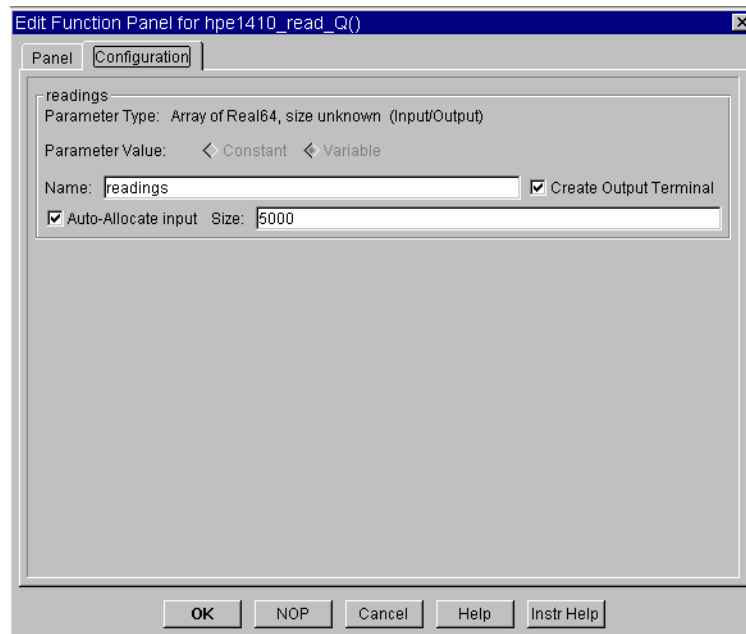 Edit Function Panel for hpe1410_read_Q()
Panel Configuration
readings
Parameter Type: Array of Real64, size unknown (Input/Output)
Parameter Value: Constant Variable
Name: readings Create Output Terminal
Auto-Allocate input Size: 5000
OK NOP Cancel Help Instr Help